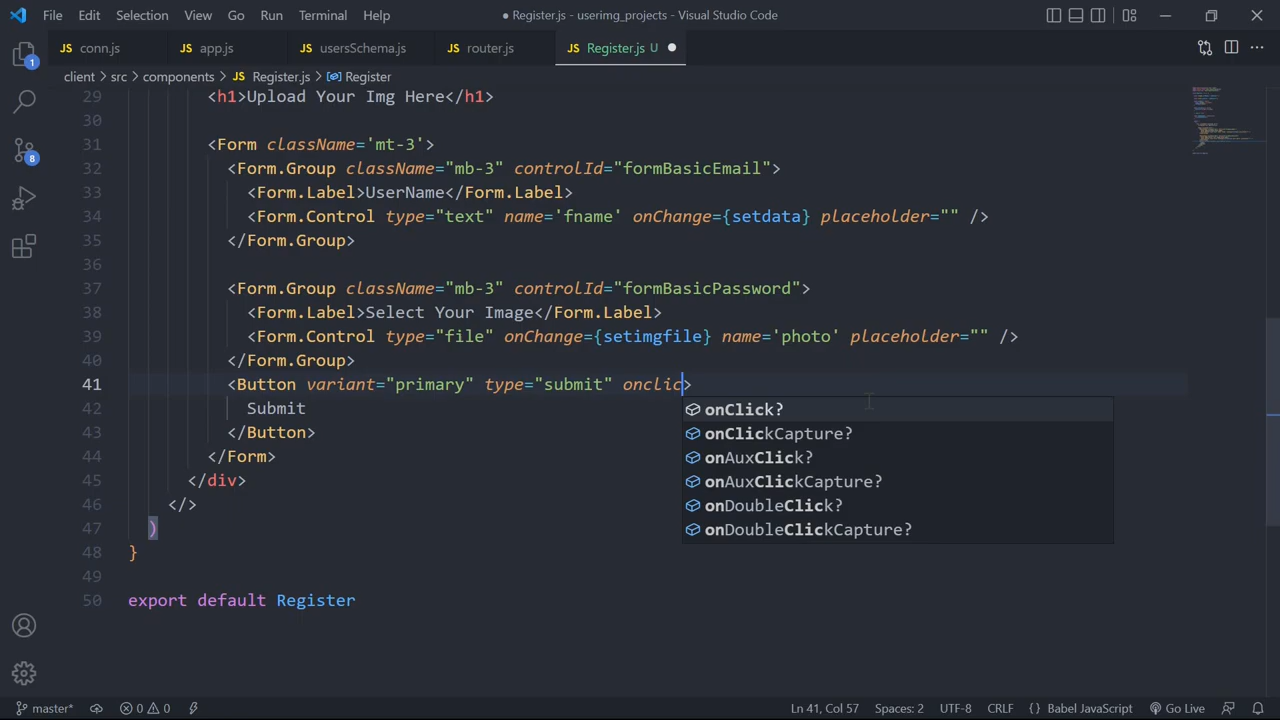 File Edit Selection View Go Run Terminal Help ● Register.js - userimg_projects - Visual Studio Code
JS conn.js JS app.js JS usersSchema.js JS router.js JS Register.js U ●
client > src > components > JS Register.js > Register
29 <h1>Upload Your Img Here</h1>
30
31 <Form className='mt-3'>
32 <Form.Group className="mb-3" controlId="formBasicEmail">
33 <Form.Label>UserName</Form.Label>
34 <Form.Control type="text" name='fname' onChange={setdata} placeholder="" />
35 </Form.Group>
36
37 <Form.Group className="mb-3" controlId="formBasicPassword">
38 <Form.Label>Select Your Image</Form.Label>
39 <Form.Control type="file" onChange={setimgfile} name='photo' placeholder="" />
40 </Form.Group>
41 <Button variant="primary" type="submit" onclic>
onClick?
42 Submit
onClickCapture?
43 </Button>
onAuxClick?
44 </Form>
onAuxClickCapture?
45 </div>
onDoubleClick?
46 </>
onDoubleClickCapture?
47 )
48 }
49
50 export default Register
1
8
master* 0 0 Ln 41, Col 57 Spaces: 2 UTF-8 CRLF {} Babel JavaScript Go Live